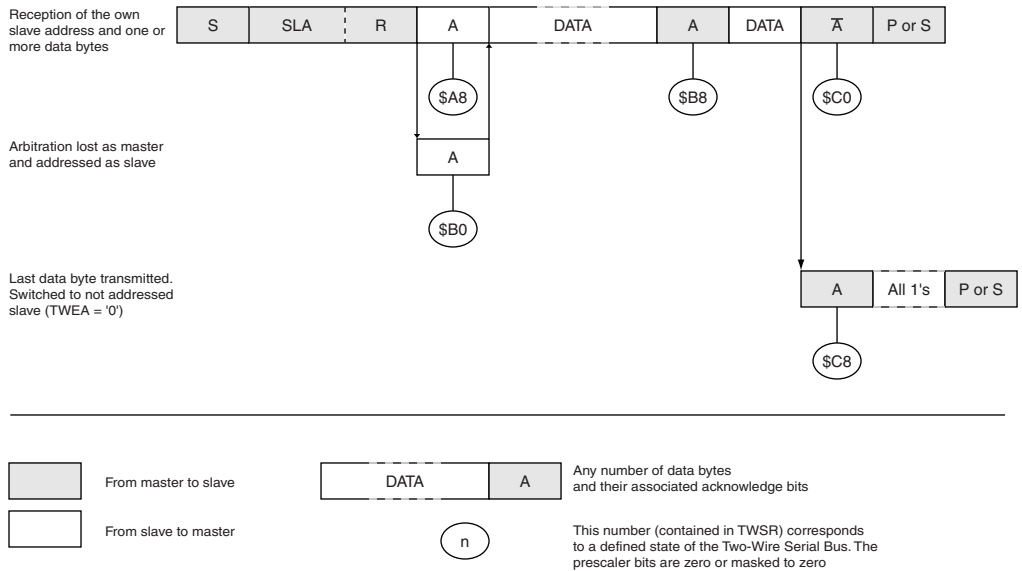 Reception of the own
slave address and one or
more data bytes
S SLA R A DATA A DATA A̅ P or S
$A8 $B8 $C0
Arbitration lost as master
and addressed as slave
A
$B0
Last data byte transmitted.
Switched to not addressed
slave (TWEA = '0')
A All 1's P or S
$C8
From master to slave
DATA A
Any number of data bytes
and their associated acknowledge bits
From slave to master
n
This number (contained in TWSR) corresponds
to a defined state of the Two-Wire Serial Bus. The
prescaler bits are zero or masked to zero